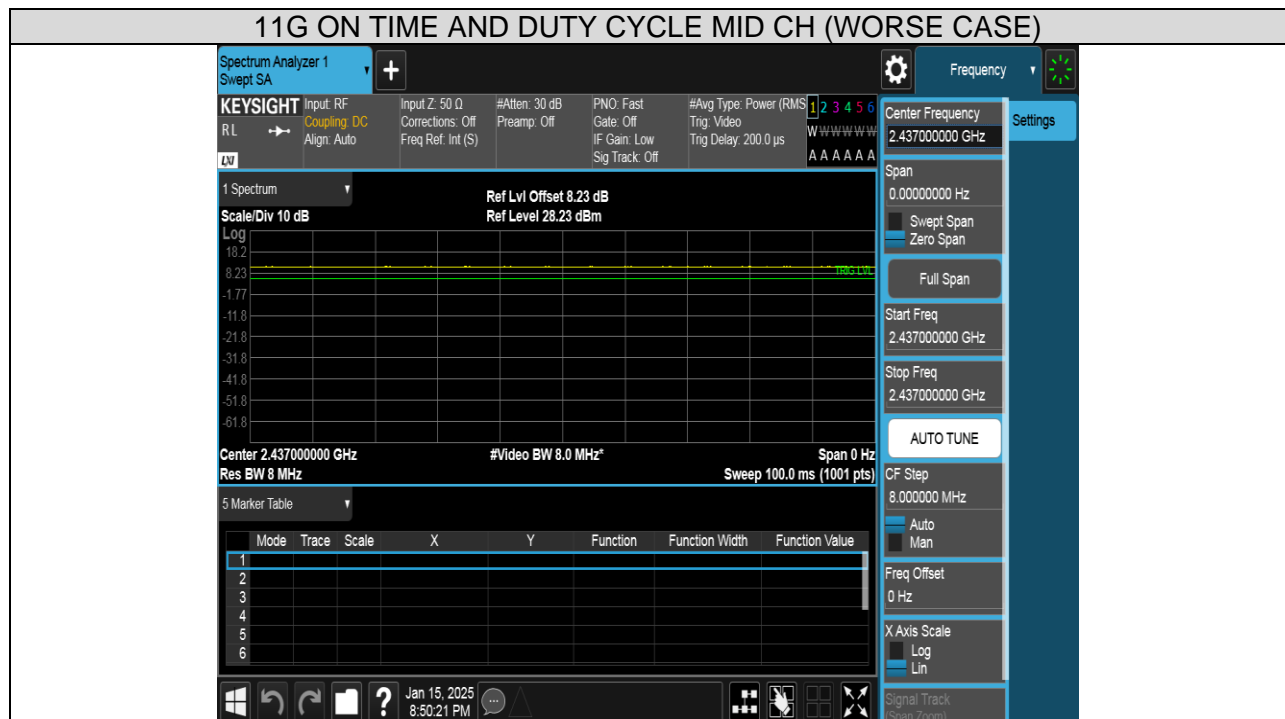 11G ON TIME AND DUTY CYCLE MID CH (WORSE CASE)
Spectrum Analyzer 1
Swept SA
+
Frequency
KEYSIGHT
RL
LXI
Input: RF
Coupling: DC
Align: Auto
Input Z: 50 Ω
Corrections: Off
Freq Ref: Int (S)
#Atten: 30 dB
Preamp: Off
PNO: Fast
Gate: Off
IF Gain: Low
Sig Track: Off
#Avg Type: Power (RMS
Trig: Video
Trig Delay: 200.0 µs
1 2 3 4 5 6
W W W W W W
A A A A A A
1 Spectrum
Scale/Div 10 dB
Ref Lvl Offset 8.23 dB
Ref Level 28.23 dBm
Log
18.2
8.23
-1.77
-11.8
-21.8
-31.8
-41.8
-51.8
-61.8
TRIG LVL
Center 2.437000000 GHz
#Video BW 8.0 MHz*
Span 0 Hz
Res BW 8 MHz
Sweep 100.0 ms (1001 pts)
5 Marker Table
Mode Trace Scale X Y Function Function Width Function Value
1
2
3
4
5
6
Jan 15, 2025
8:50:21 PM
?
Center Frequency
2.437000000 GHz
Settings
Span
0.00000000 Hz
Swept Span
Zero Span
Full Span
Start Freq
2.437000000 GHz
Stop Freq
2.437000000 GHz
AUTO TUNE
CF Step
8.000000 MHz
Auto
Man
Freq Offset
0 Hz
X Axis Scale
Log
Lin
Signal Track
(Span Zoom)